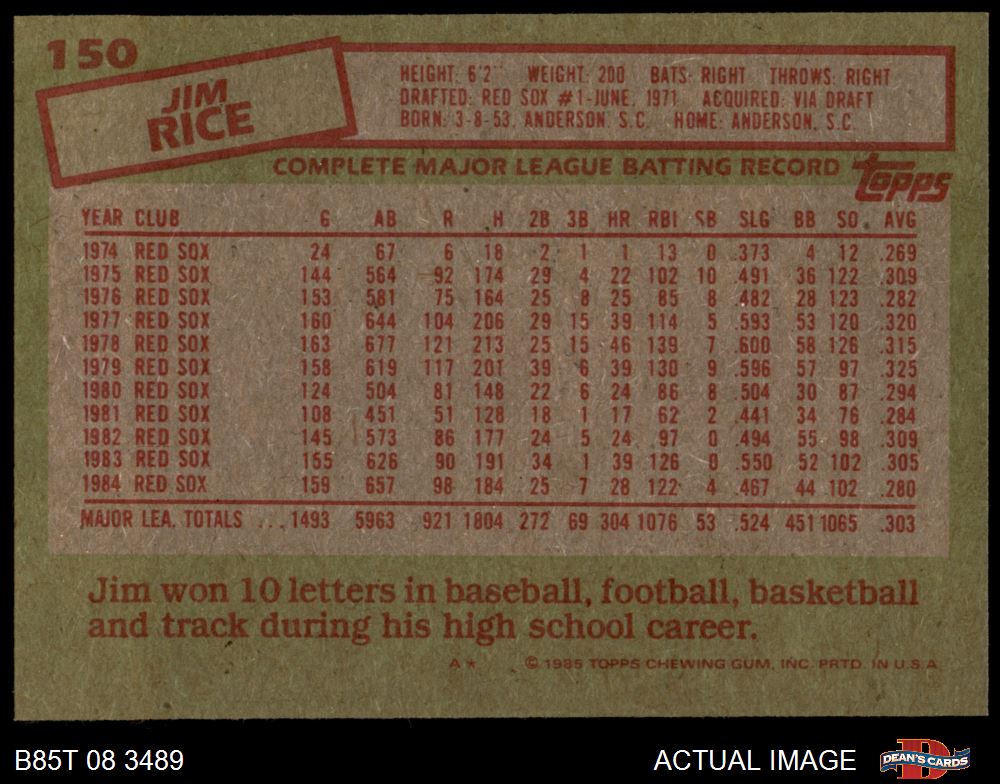 150
JIM
RICE
HEIGHT: 6'2" WEIGHT: 200 BATS: RIGHT THROWS: RIGHT
DRAFTED: RED SOX #1-JUNE, 1971 ACQUIRED: VIA DRAFT
BORN: 3-8-53, ANDERSON, S.C. HOME: ANDERSON, S.C.
COMPLETE MAJOR LEAGUE BATTING RECORD
topps
YEAR CLUB G AB R H 2B 3B HR RBI SB SLG BB SO AVG
1974 RED SOX 24 67 6 18 2 1 1 13 0 .373 4 12 .269
1975 RED SOX 144 564 92 174 29 4 22 102 10 .491 36 122 .309
1976 RED SOX 153 581 75 164 25 8 25 85 8 .482 28 123 .282
1977 RED SOX 160 644 104 206 29 15 39 114 5 .593 53 120 .320
1978 RED SOX 163 677 121 213 25 15 46 139 7 .600 58 126 .315
1979 RED SOX 158 619 117 201 39 6 39 130 9 .596 57 97 .325
1980 RED SOX 124 504 81 148 22 6 24 86 8 .504 30 87 .294
1981 RED SOX 108 451 51 128 18 1 17 62 2 .441 34 76 .284
1982 RED SOX 145 573 86 177 24 5 24 97 0 .494 55 98 .309
1983 RED SOX 155 626 90 191 34 1 39 126 0 .550 52 102 .305
1984 RED SOX 159 657 98 184 25 7 28 122 4 .467 44 102 .280
MAJOR LEA. TOTALS ... 1493 5963 921 1804 272 69 304 1076 53 .524 451 1065 .303
Jim won 10 letters in baseball, football, basketball
and track during his high school career.
A* © 1985 TOPPS CHEWING GUM, INC. PRTD. IN U.S.A.
B85T 08 3489 ACTUAL IMAGE DEAN'S CARDS